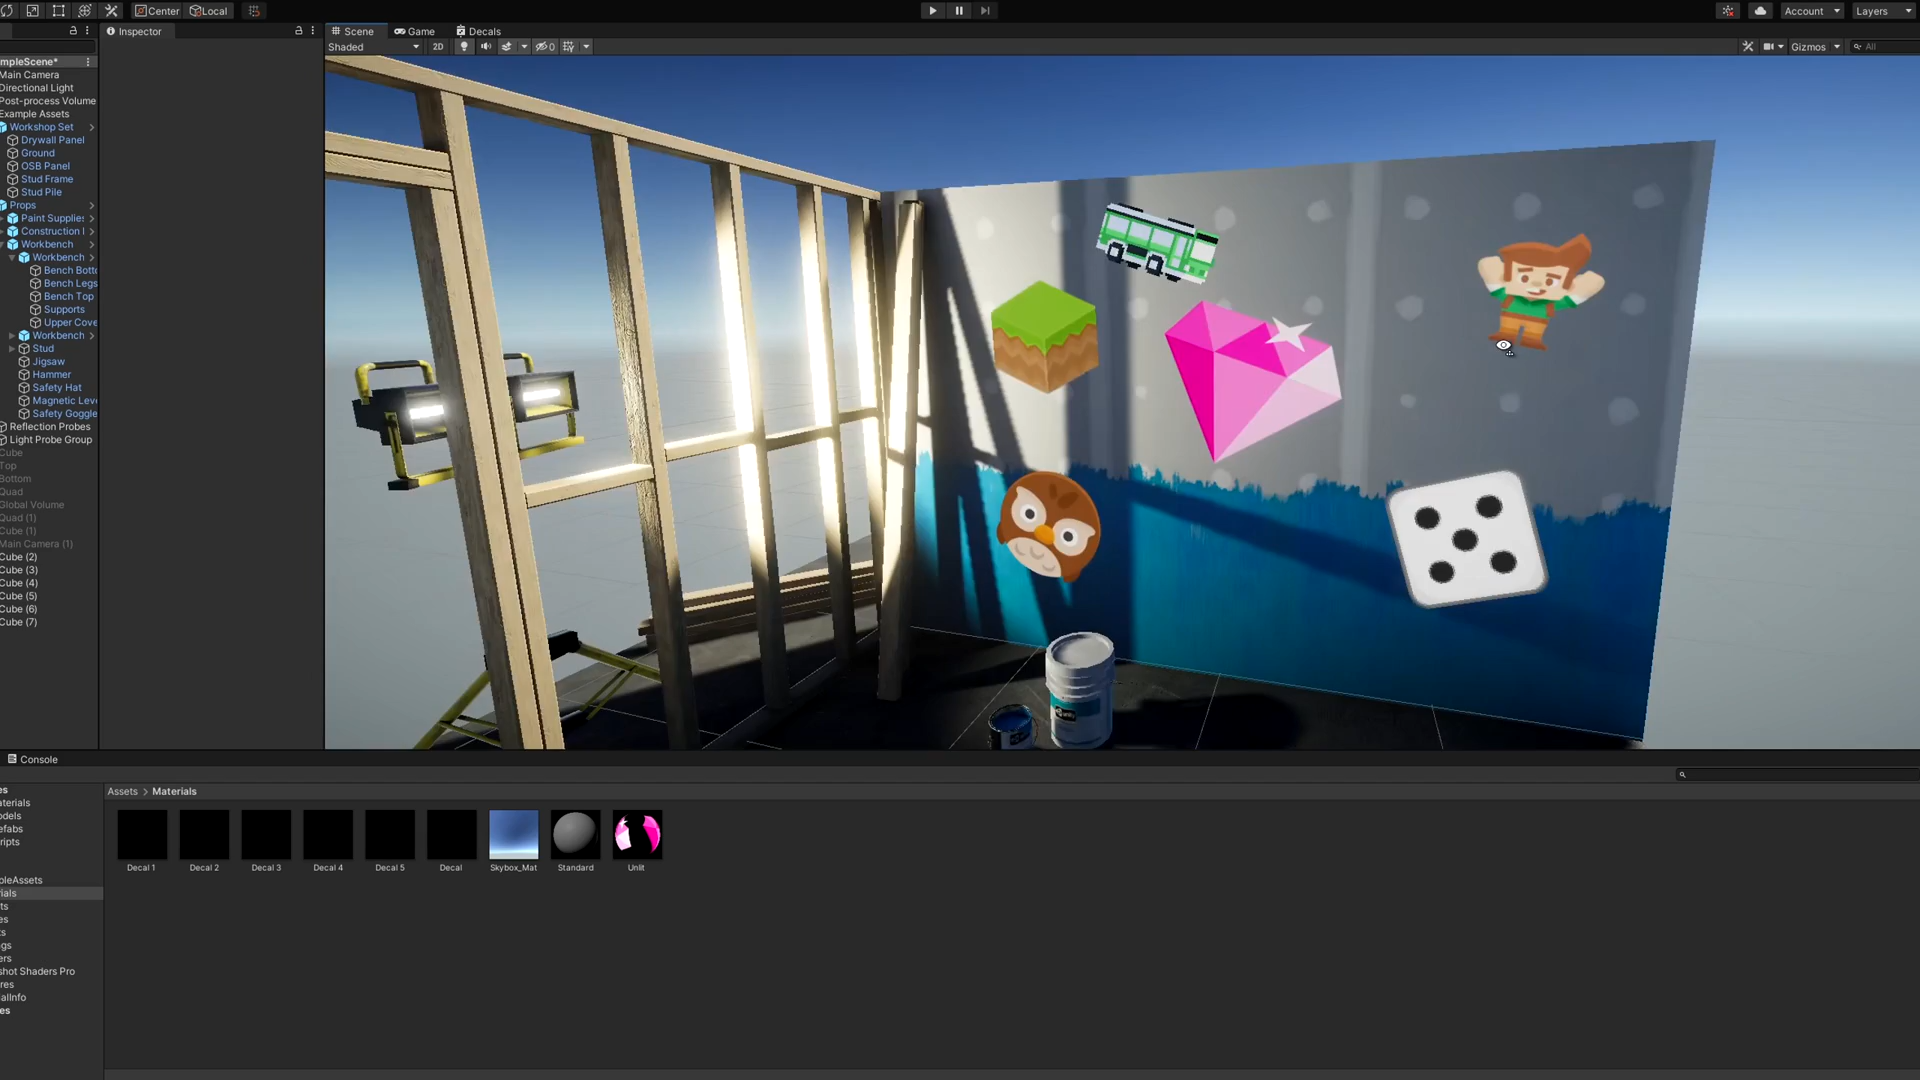 Center
Local
Account
Layers
Inspector
Scene
Game
Decals
Shaded
2D
0
Gizmos
All
mpleScene*
Main Camera
Directional Light
Post-process Volume
Example Assets
Workshop Set
Drywall Panel
Ground
OSB Panel
Stud Frame
Stud Pile
Props
Paint Supplie
Construction I
Workbench
Workbench
Bench Botto
Bench Legs
Bench Top
Supports
Upper Cove
Workbench
Stud
Jigsaw
Hammer
Safety Hat
Magnetic Leve
Safety Goggle
Reflection Probes
Light Probe Group
Cube
Top
Bottom
Quad
Global Volume
Quad (1)
Cube (1)
Main Camera (1)
Cube (2)
Cube (3)
Cube (4)
Cube (5)
Cube (6)
Cube (7)
Console
es
aterials
odels
efabs
ripts
pleAssets
ials
ts
es
ts
ngs
ers
shot Shaders Pro
res
alInfo
es
Assets > Materials
Decal 1
Decal 2
Decal 3
Decal 4
Decal 5
Decal
Skybox_Mat
Standard
Unlit